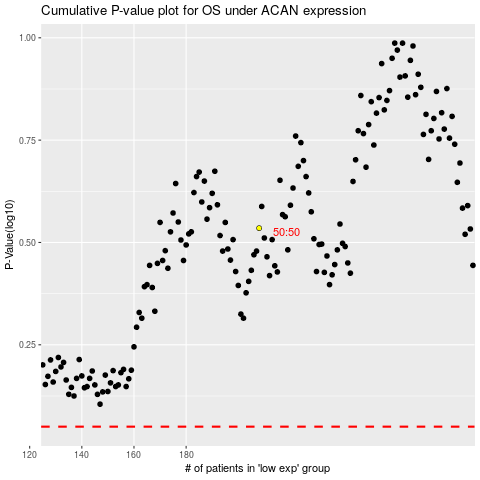 Cumulative P-value plot for OS under ACAN expression
P-Value(log10)
1.00
0.75
0.50
0.25
50:50
120 140 160 180
# of patients in 'low exp' group